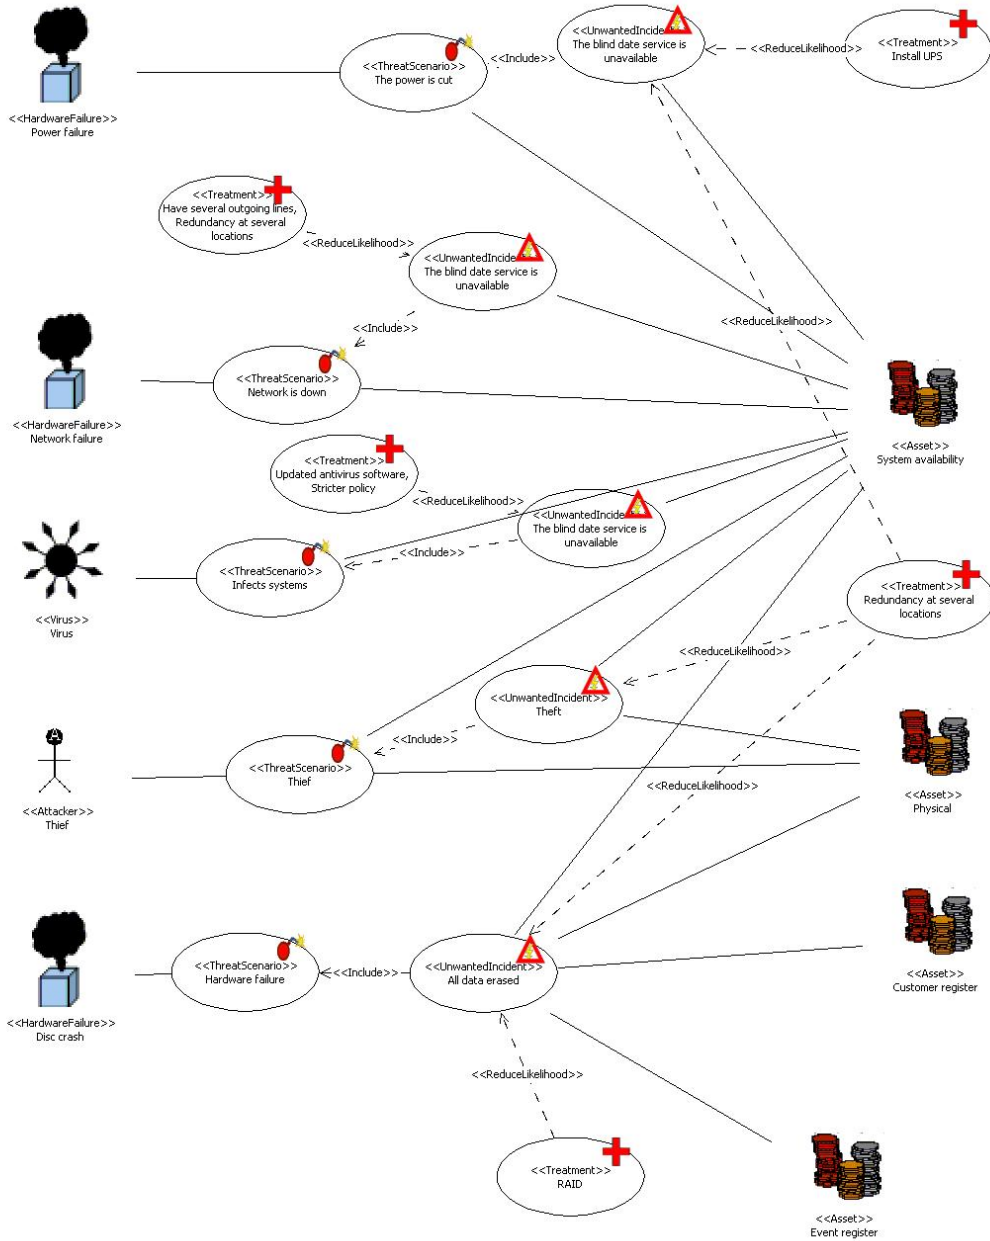 <<UnwantedIncide
The blind date service is
unavailable
<<Treatment>>
Install UPS
<<ReduceLikelihood>>
<<Include>>
<<ThreatScenario>>
The power is cut
<<HardwareFailure>>
Power failure
<<Treatment>>
Have several outgoing lines,
Redundancy at several
locations
<<ReduceLikelihood>>
<<UnwantedIncide
The blind date service is
unavailable
<<ReduceLikelihood>>
<<Include>>
<<ThreatScenario>>
Network is down
<<HardwareFailure>>
Network failure
<<Asset>>
System availability
<<Treatment>>
Updated antivirus software,
Stricter policy
<<ReduceLikelihood>>
<<UnwantedIncide
The blind date service is
unavailable
<<Include>>
<<ThreatScenario>>
Infects systems
<<Virus>>
Virus
<<Treatment>>
Redundancy at several
locations
<<ReduceLikelihood>>
<<UnwantedIncident>>
Theft
<<Include>>
<<ThreatScenario>>
Thief
A
<<Attacker>>
Thief
<<ReduceLikelihood>>
<<Asset>>
Physical
<<ThreatScenario>>
Hardware failure
<<Include>>
<<UnwantedIncident>>
All data erased
<<Asset>>
Customer register
<<HardwareFailure>>
Disc crash
<<ReduceLikelihood>>
<<Treatment>>
RAID
<<Asset>>
Event register